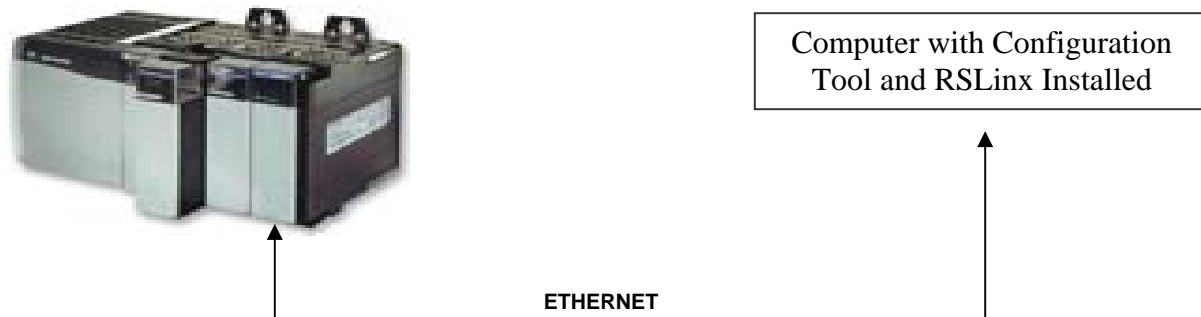 Computer with Configuration
Tool and RSLinx Installed
ETHERNET